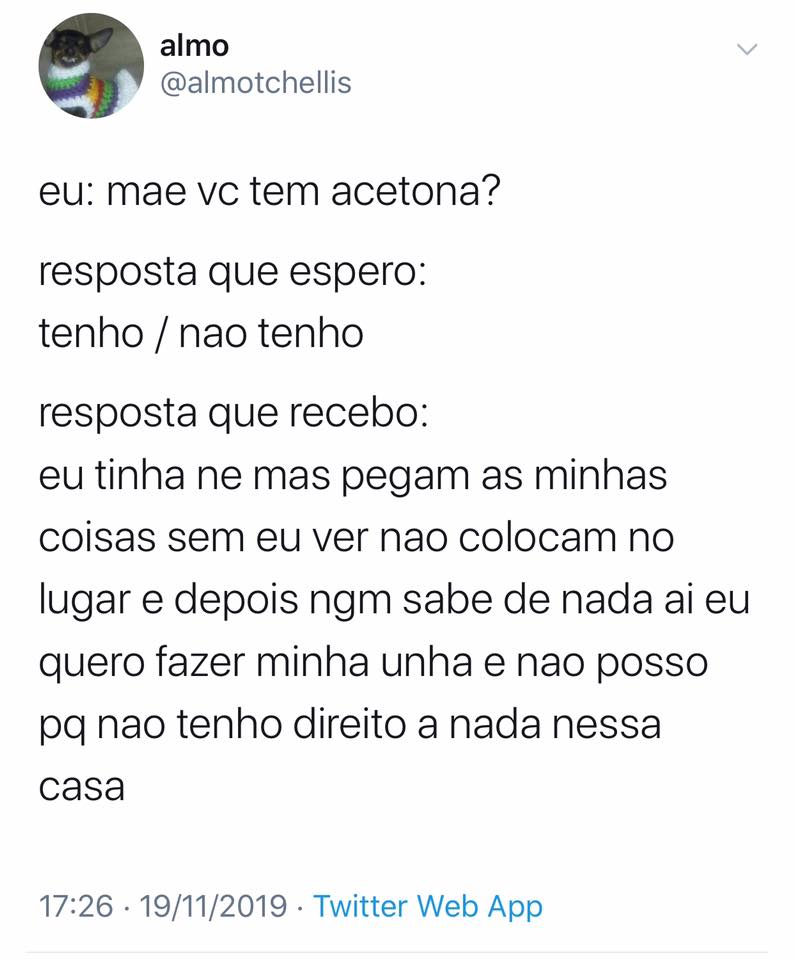 almo
@almotchellis
eu: mae vc tem acetona?
resposta que espero:
tenho / nao tenho
resposta que recebo:
eu tinha ne mas pegam as minhas
coisas sem eu ver nao colocam no
lugar e depois ngm sabe de nada ai eu
quero fazer minha unha e nao posso
pq nao tenho direito a nada nessa
casa
17:26 · 19/11/2019 · Twitter Web App